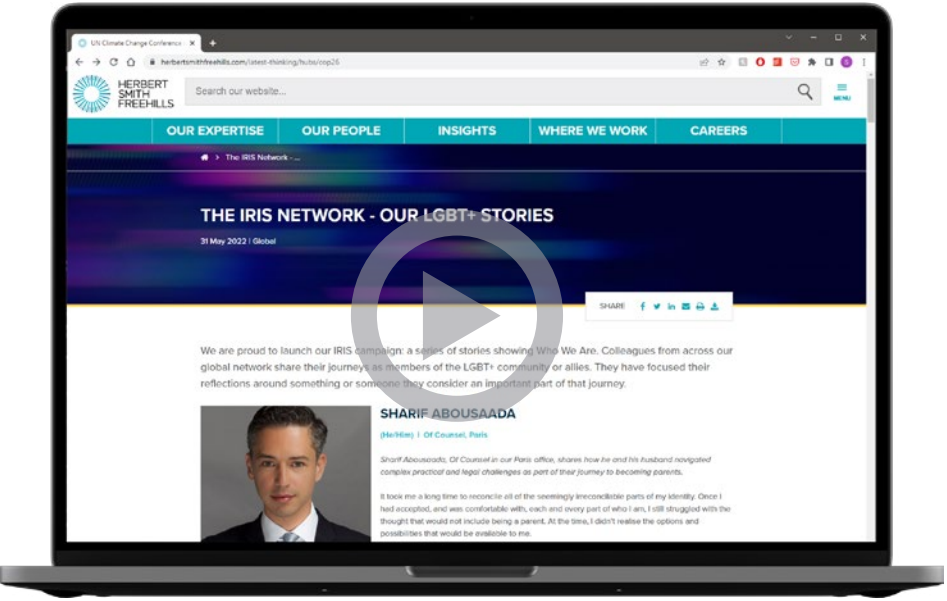 UN Climate Change Conference
herbertsmithfreehills.com/latest-thinking/hubs/cop26
HERBERT
SMITH
FREEHILLS
Search our website...
MENU
OUR EXPERTISE
OUR PEOPLE
INSIGHTS
WHERE WE WORK
CAREERS
The IRIS Network - ...
THE IRIS NETWORK - OUR LGBT+ STORIES
31 May 2022 | Global
SHARE
We are proud to launch our IRIS campaign: a series of stories showing Who We Are. Colleagues from across our
global network share their journeys as members of the LGBT+ community or allies. They have focused their
reflections around something or someone they consider an important part of that journey.
SHARIF ABOUSAADA
(He/Him) | Of Counsel, Paris
Sharif Abousaada, Of Counsel in our Paris office, shares how he and his husband navigated
complex practical and legal challenges as part of their journey to becoming parents.
It took me a long time to reconcile all of the seemingly irreconcilable parts of my identity. Once I
had accepted, and was comfortable with, each and every part of who I am, I still struggled with the
thought that would not include being a parent. At the time, I didn't realise the options and
possibilities that would be available to me.